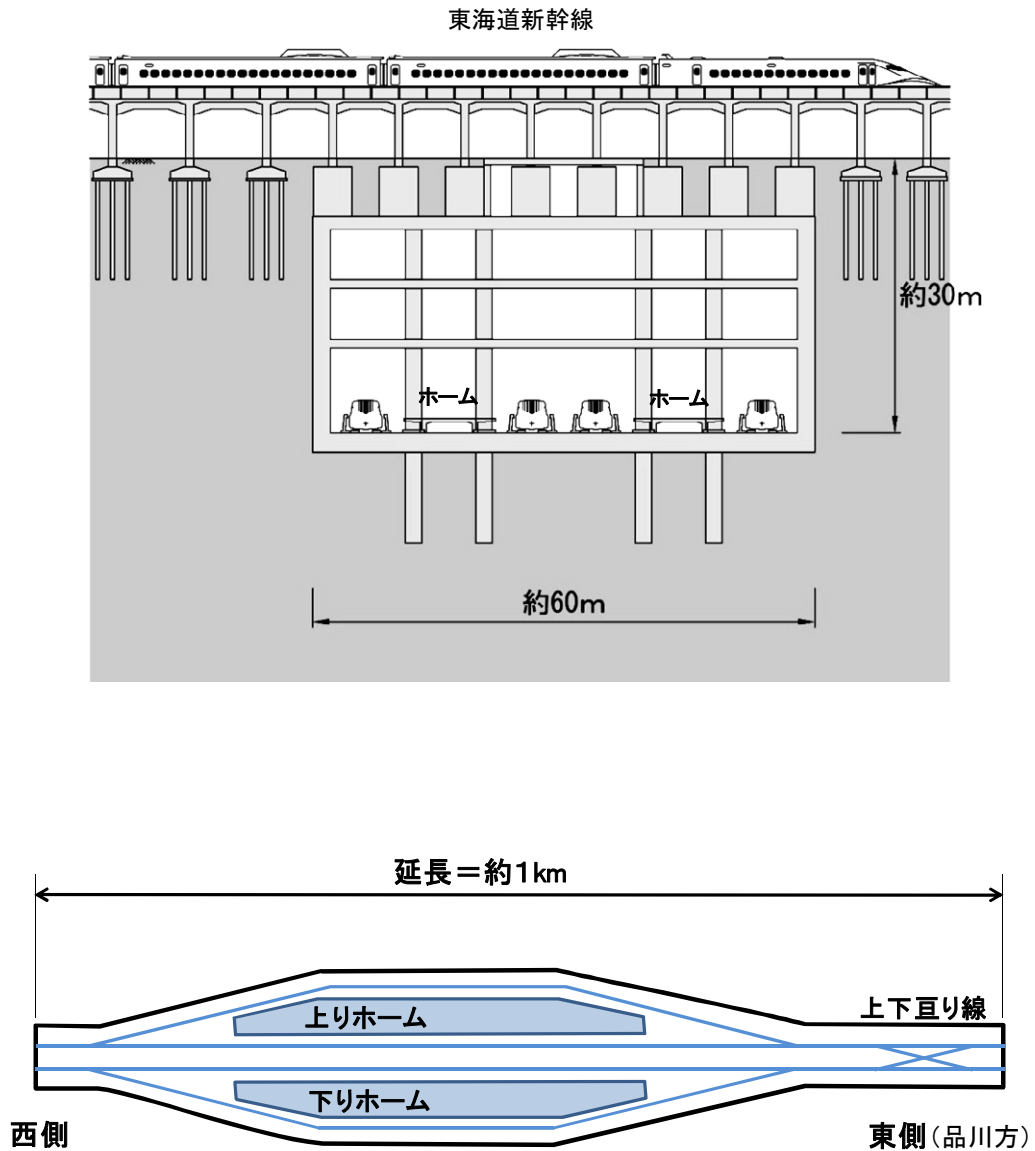 東海道新幹線
約30m
ホーム
ホーム
約60m
延長＝約1km
上下亘り線
上りホーム
下りホーム
西側
東側(品川方)